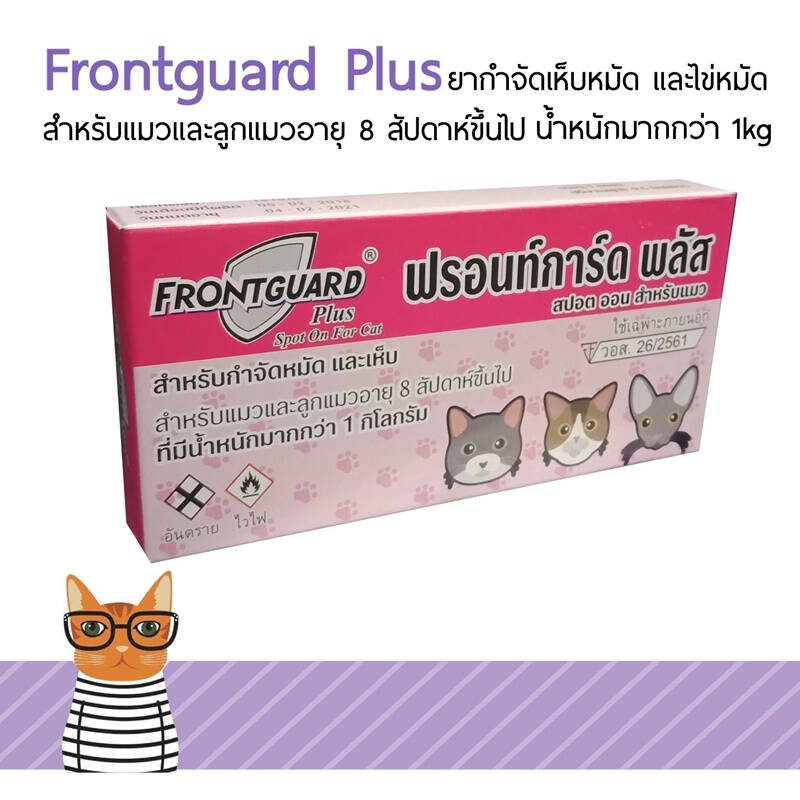 Frontguard Plus ยากำจัดเห็บหมัด และไข่หมัด
สำหรับแมวและลูกแมวอายุ 8 สัปดาห์ขึ้นไป น้ำหนักมากกว่า 1kg
05 - 02 - 2018
04 - 02 - 2021
FRONTGUARD ®
Plus
Spot On For Cat
ฟรอนท์การ์ด พลัส
สปอต ออน สำหรับแมว
ใช้เฉพาะภายนอก
วอส. 26/2561
สำหรับกำจัดหมัด และเห็บ
สำหรับแมวและลูกแมวอายุ 8 สัปดาห์ขึ้นไป
ที่มีน้ำหนักมากกว่า 1 กิโลกรัม
อันตราย ไวไฟ